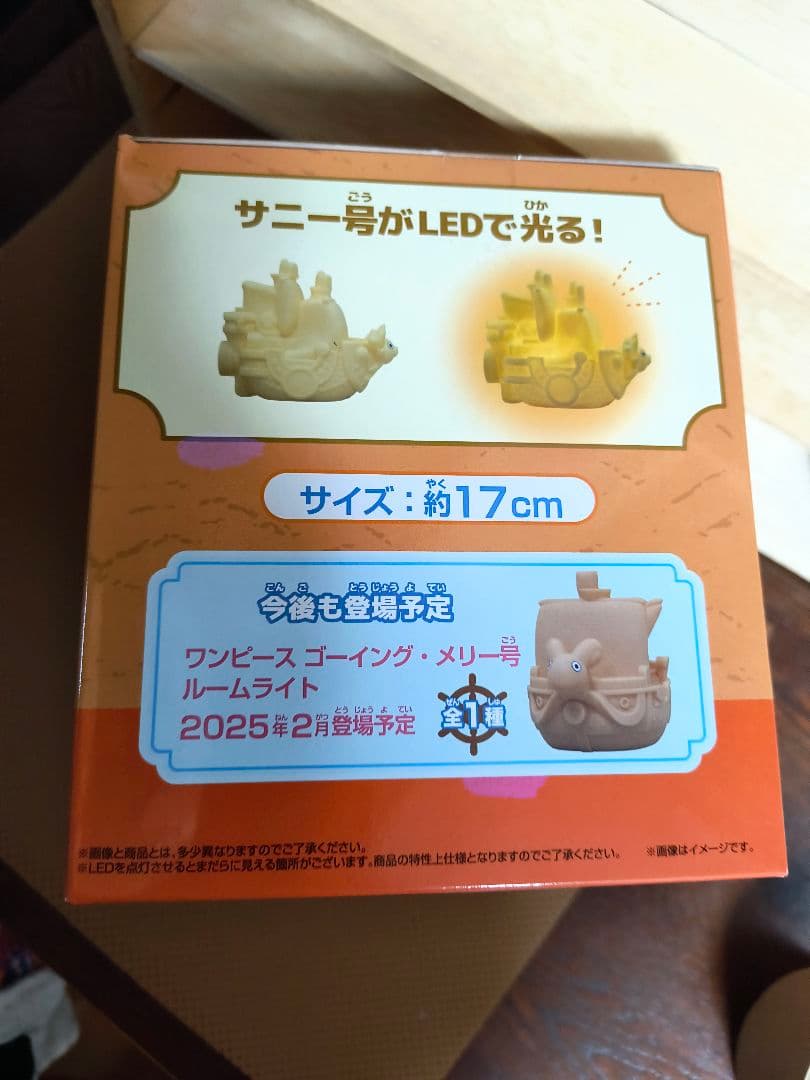 サニー号がLEDで光る!
サイズ:約17cm
今後も登場予定
ワンピース ゴーイング・メリー号
ルームライト
2025年2月登場予定
全1種
※画像と商品とは、多少異なりますのでご了承ください。
※LEDを点灯させるとまだらに見える箇所がございます。商品の特性上仕様となりますのでご了承ください。
※画像はイメージです。